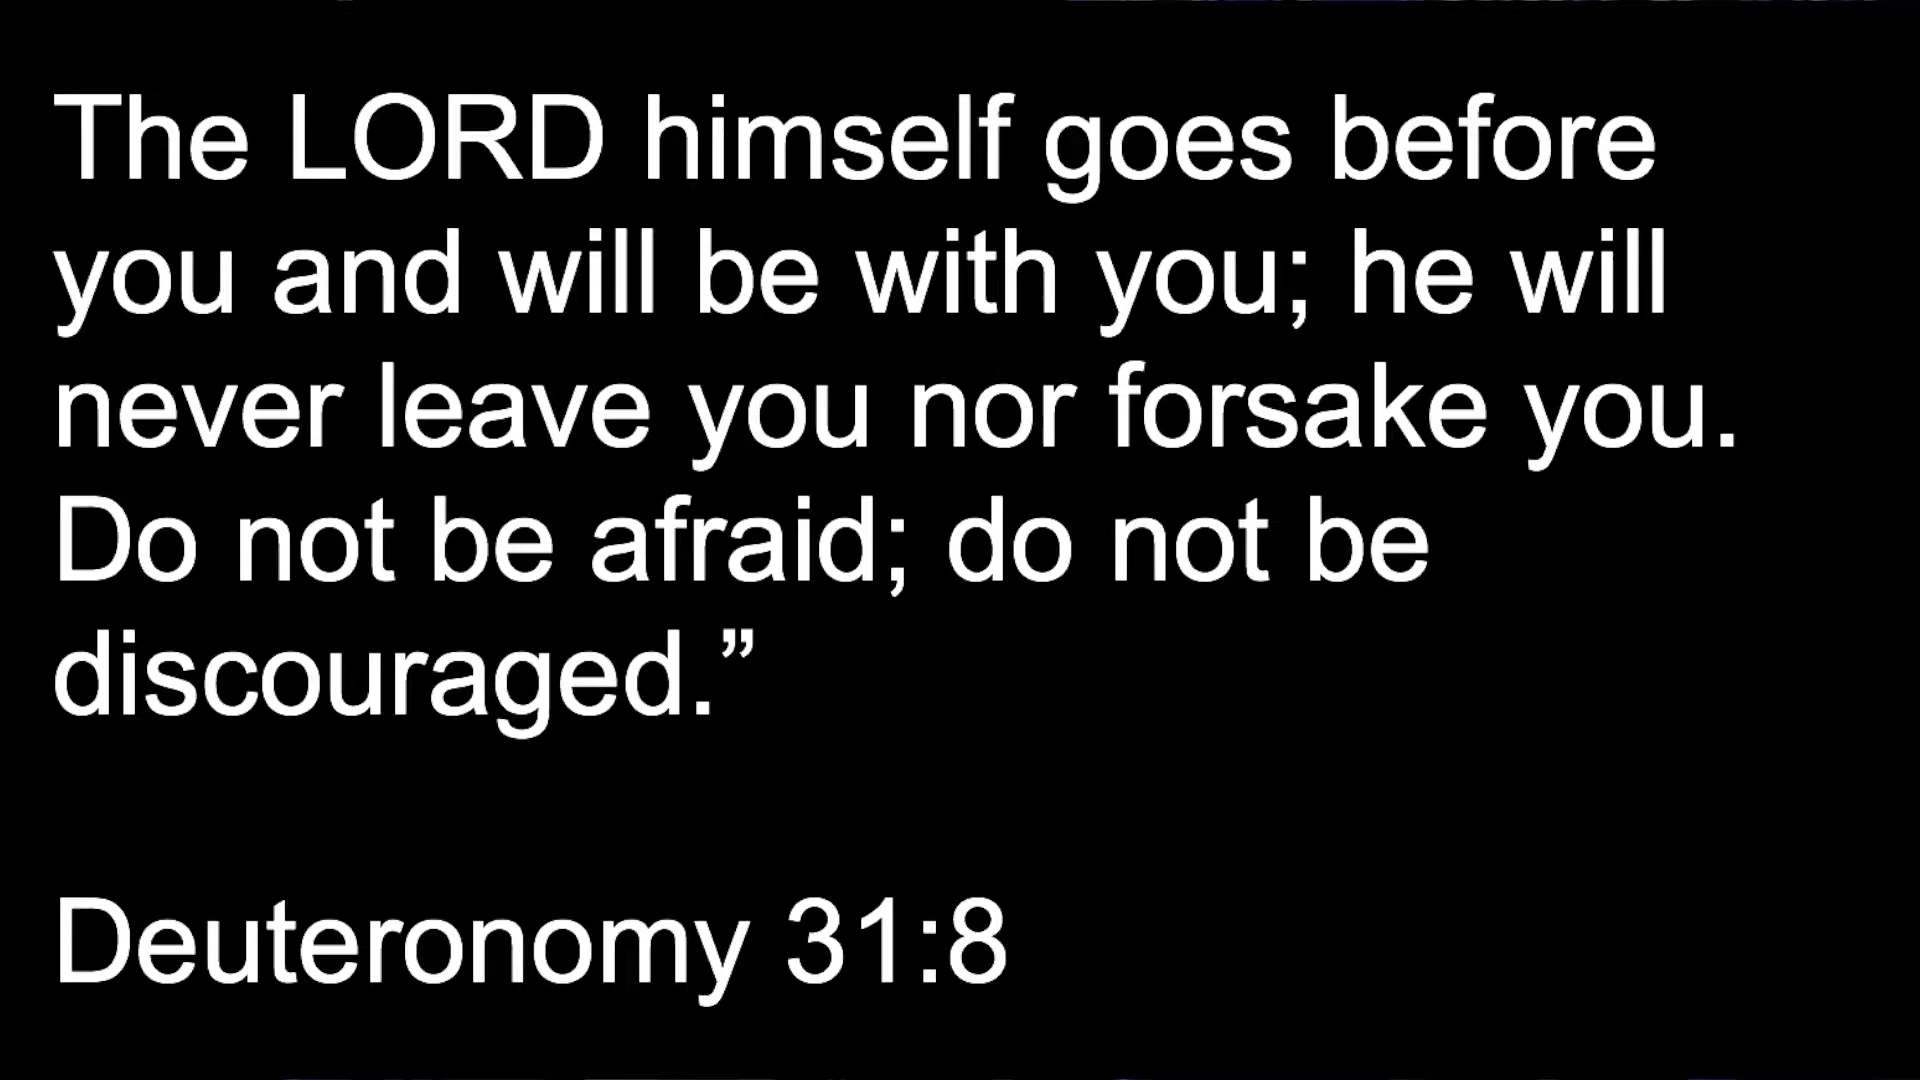 The LORD himself goes before
you and will be with you; he will
never leave you nor forsake you.
Do not be afraid; do not be
discouraged.”
Deuteronomy 31:8